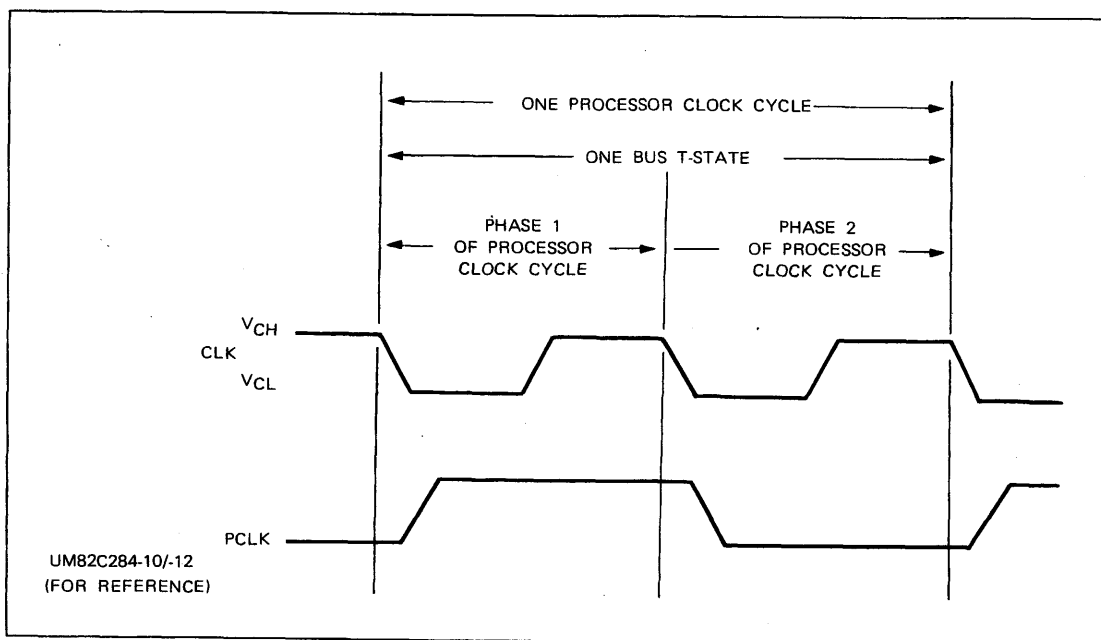 ONE PROCESSOR CLOCK CYCLE
ONE BUS T-STATE
PHASE 1
OF PROCESSOR
CLOCK CYCLE
PHASE 2
OF PROCESSOR
CLOCK CYCLE
VCH
CLK
VCL
PCLK
UM82C284-10/-12
(FOR REFERENCE)